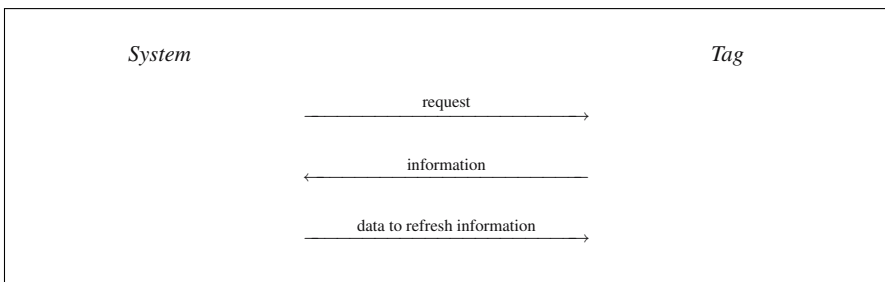 System Tag
request
information
data to refresh information